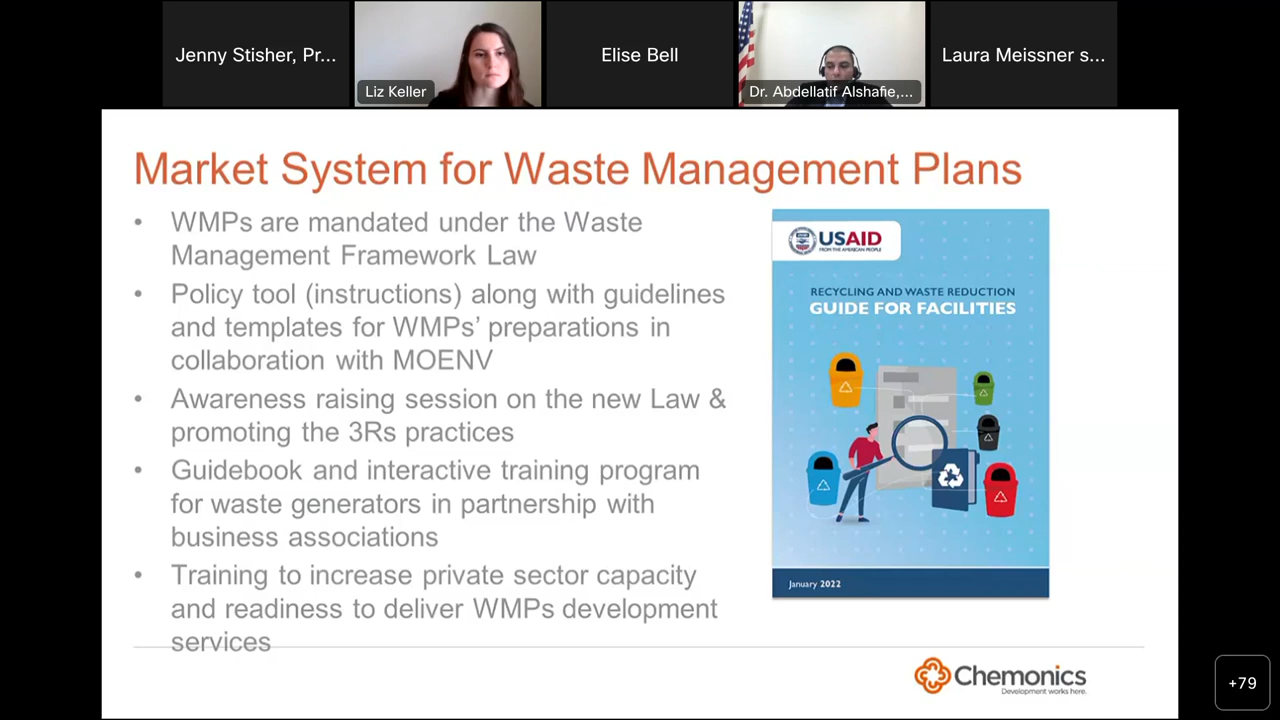 Jenny Stisher, Pr...
Liz Keller
Elise Bell
Dr. Abdellatif Alshafie,...
Laura Meissner s...
Market System for Waste Management Plans
• WMPs are mandated under the Waste
Management Framework Law
• Policy tool (instructions) along with guidelines
and templates for WMPs’ preparations in
collaboration with MOENV
• Awareness raising session on the new Law &
promoting the 3Rs practices
• Guidebook and interactive training program
for waste generators in partnership with
business associations
• Training to increase private sector capacity
and readiness to deliver WMPs development
services
USAID
FROM THE AMERICAN PEOPLE
RECYCLING AND WASTE REDUCTION
GUIDE FOR FACILITIES
January 2022
Chemonics
Development works here.
+79